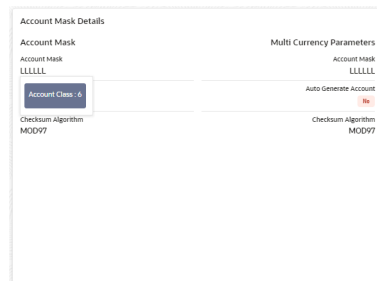 Account Mask Details
Account Mask
Multi Currency Parameters
Account Mask
Account Mask
LLLLLL
LLLLLL
Account Class : 6
Auto Generate Account
No
Checksum Algorithm
Checksum Algorithm
MOD97
MOD97